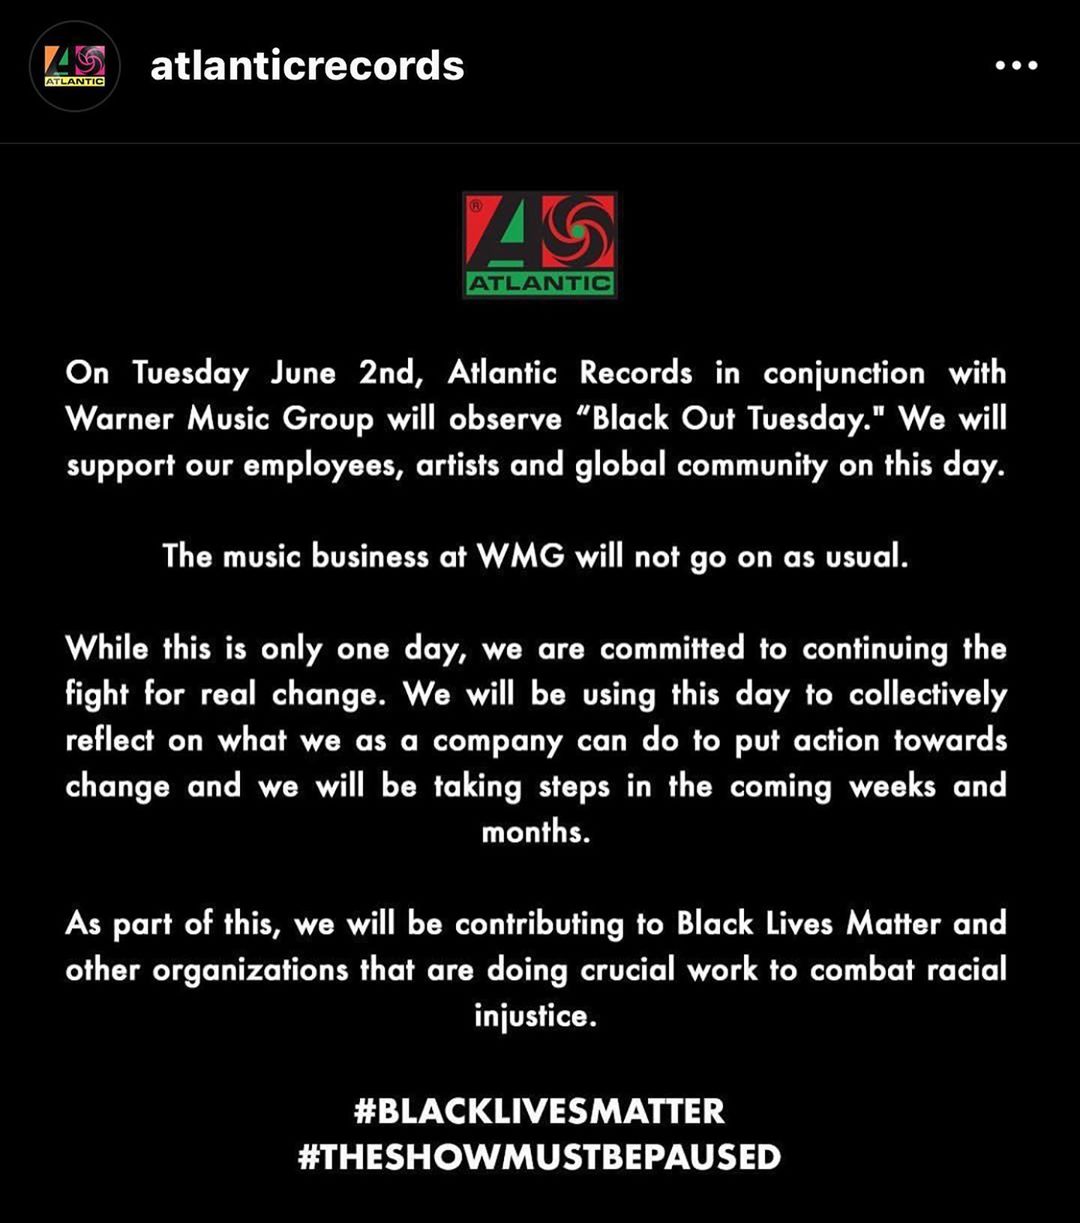 ATLANTIC
atlanticrecords
®
ATLANTIC
On Tuesday June 2nd, Atlantic Records in conjunction with
Warner Music Group will observe “Black Out Tuesday." We will
support our employees, artists and global community on this day.
The music business at WMG will not go on as usual.
While this is only one day, we are committed to continuing the
fight for real change. We will be using this day to collectively
reflect on what we as a company can do to put action towards
change and we will be taking steps in the coming weeks and
months.
As part of this, we will be contributing to Black Lives Matter and
other organizations that are doing crucial work to combat racial
injustice.
#BLACKLIVESMATTER
#THESHOWMUSTBEPAUSED